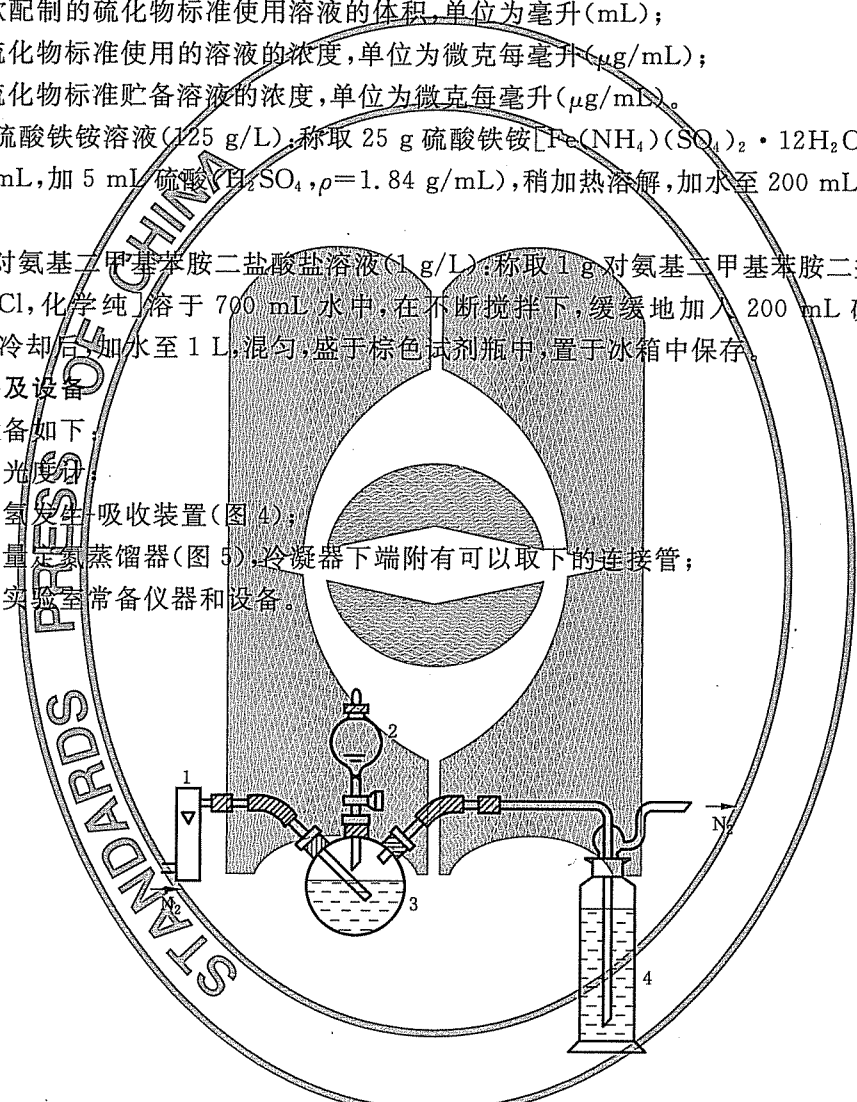 欠配制的硫化物标准使用溶液的体积,单位为毫升(mL);
硫化物标准使用的溶液的浓度,单位为微克每毫升(μg/mL);
硫化物标准贮备溶液的浓度,单位为微克每毫升(μg/mL)。
硫酸铁铵溶液(125 g/L):称取 25 g 硫酸铁铵[Fe(NH₄)(SO₄)₂·12H₂O
mL,加 5 mL 硫酸(H₂SO₄,ρ=1.84 g/mL),稍加热溶解,加水至 200 mL
对氨基二甲基苯胺二盐酸盐溶液(1 g/L):称取 1 g 对氨基二甲基苯胺二
Cl,化学纯]溶于 700 mL 水中,在不断搅拌下,缓缓地加入 200 mL
冷却后,加水至 1 L,混匀,盛于棕色试剂瓶中,置于冰箱中保存。
及设备
备如下:
光度计;
氢发生-吸收装置(图 4);
量定氮蒸馏器(图 5),冷凝器下端附有可以取下的连接管;
实验室常备仪器和设备。
STANDARDS PRESS OF CHINA
1
2
N₂
N₂
3
4